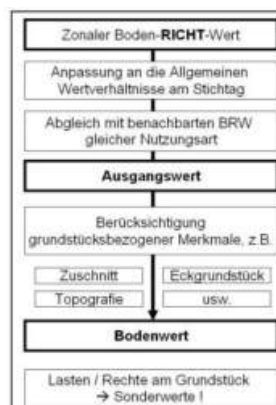 Zonaler Boden-RICHT-Wert
Anpassung an die Allgemeinen
Wertverhältnisse am Stichtag
Abgleich mit benachbarten BRW
gleicher Nutzungsart
Ausgangswert
Berücksichtigung
grundstücksbezogener Merkmale, z.B.
Zuschnitt
Eckgrundstück
Topografie
usw.
Bodenwert
Lasten / Rechte am Grundstück
→ Sonderwerte !